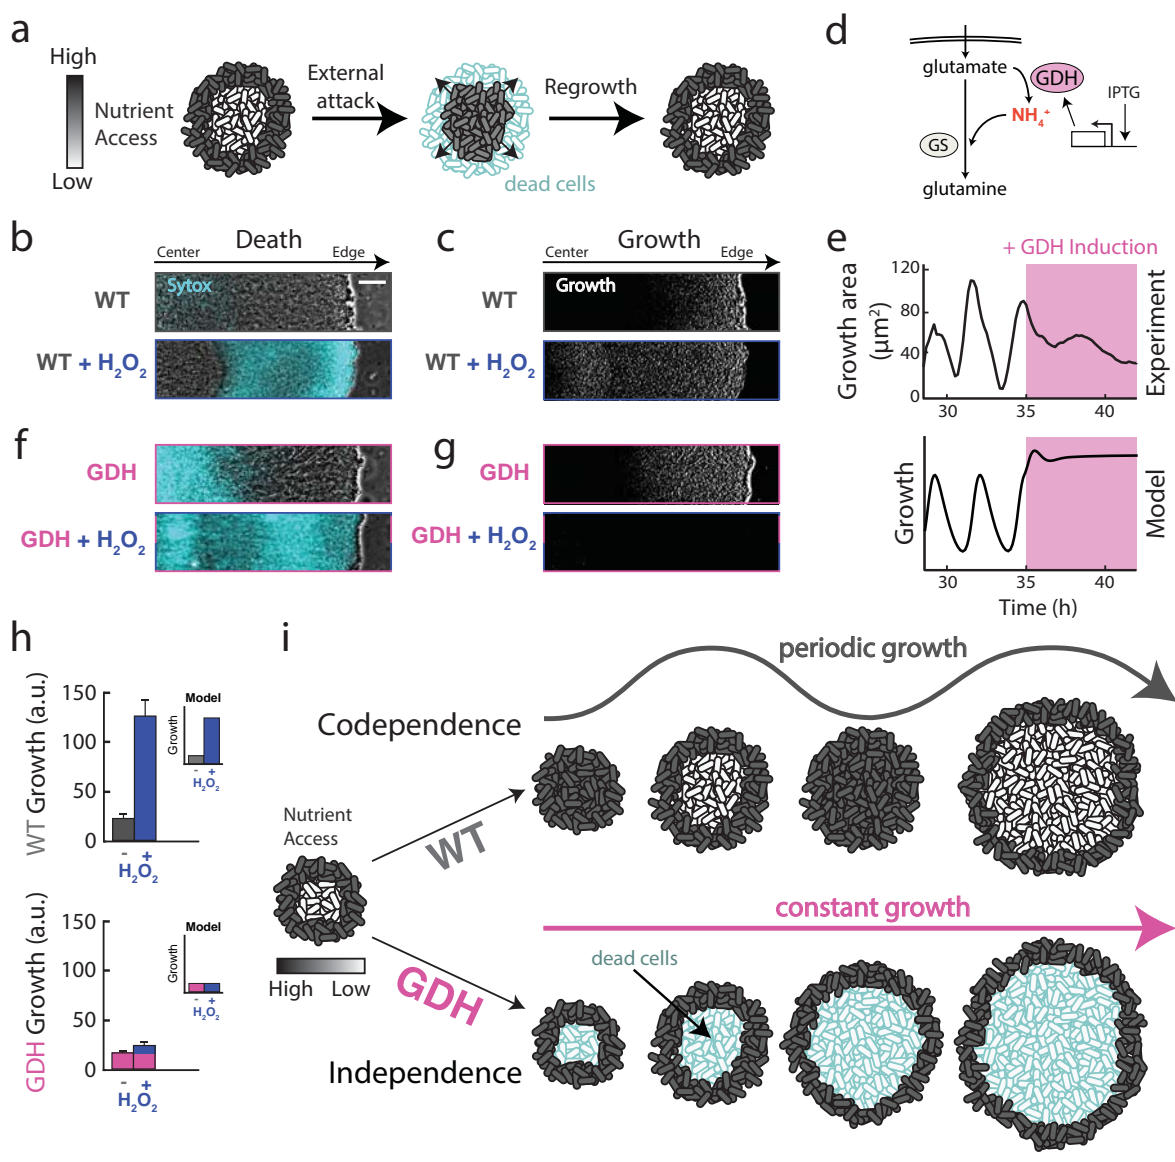 a
High
Nutrient
Access
Low
External
attack
Regrowth
dead cells
d
glutamate
GDH
NH₄⁺
IPTG
GS
glutamine
b
Death
Center
Edge
WT
Sytox
WT + H₂O₂
c
Growth
Center
Edge
WT
Growth
WT + H₂O₂
e
+ GDH Induction
Growth area
(μm²)
120
80
40
0
30
35
40
Experiment
Growth
Model
30
35
40
Time (h)
f
GDH
GDH + H₂O₂
g
GDH
GDH + H₂O₂
h
WT Growth (a.u.)
150
100
50
0
-
+
H₂O₂
Model
Growth
-
+
H₂O₂
GDH Growth (a.u.)
150
100
50
0
-
+
H₂O₂
Model
Growth
-
+
H₂O₂
i
periodic growth
Codependence
Nutrient
Access
WT
High
Low
GDH
constant growth
dead cells
Independence